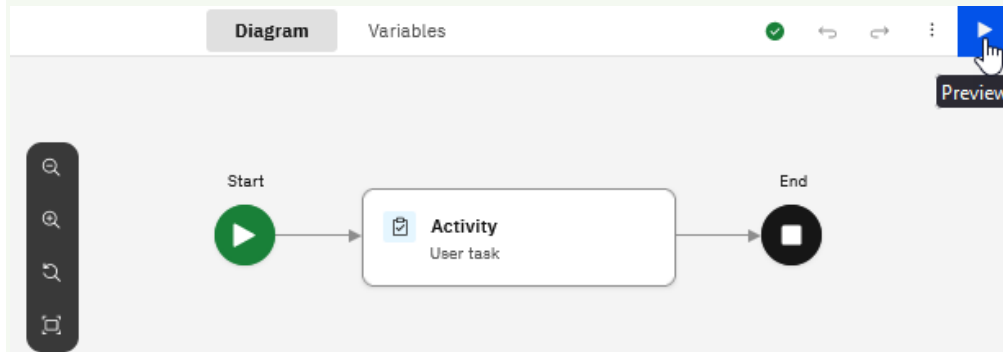 Diagram Variables
Preview
Start
End
Activity
User task